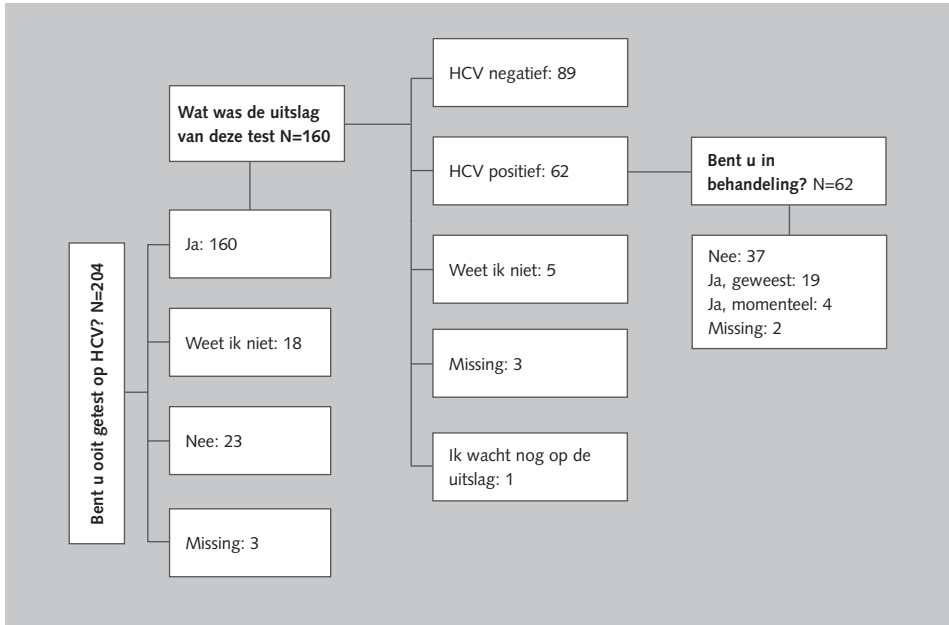 Bent u ooit getest op HCV? N=204
Ja: 160
Weet ik niet: 18
Nee: 23
Missing: 3
Wat was de uitslag
van deze test N=160
HCV negatief: 89
HCV positief: 62
Weet ik niet: 5
Missing: 3
Ik wacht nog op de
uitslag: 1
Bent u in
behandeling? N=62
Nee: 37
Ja, geweest: 19
Ja, momenteel: 4
Missing: 2